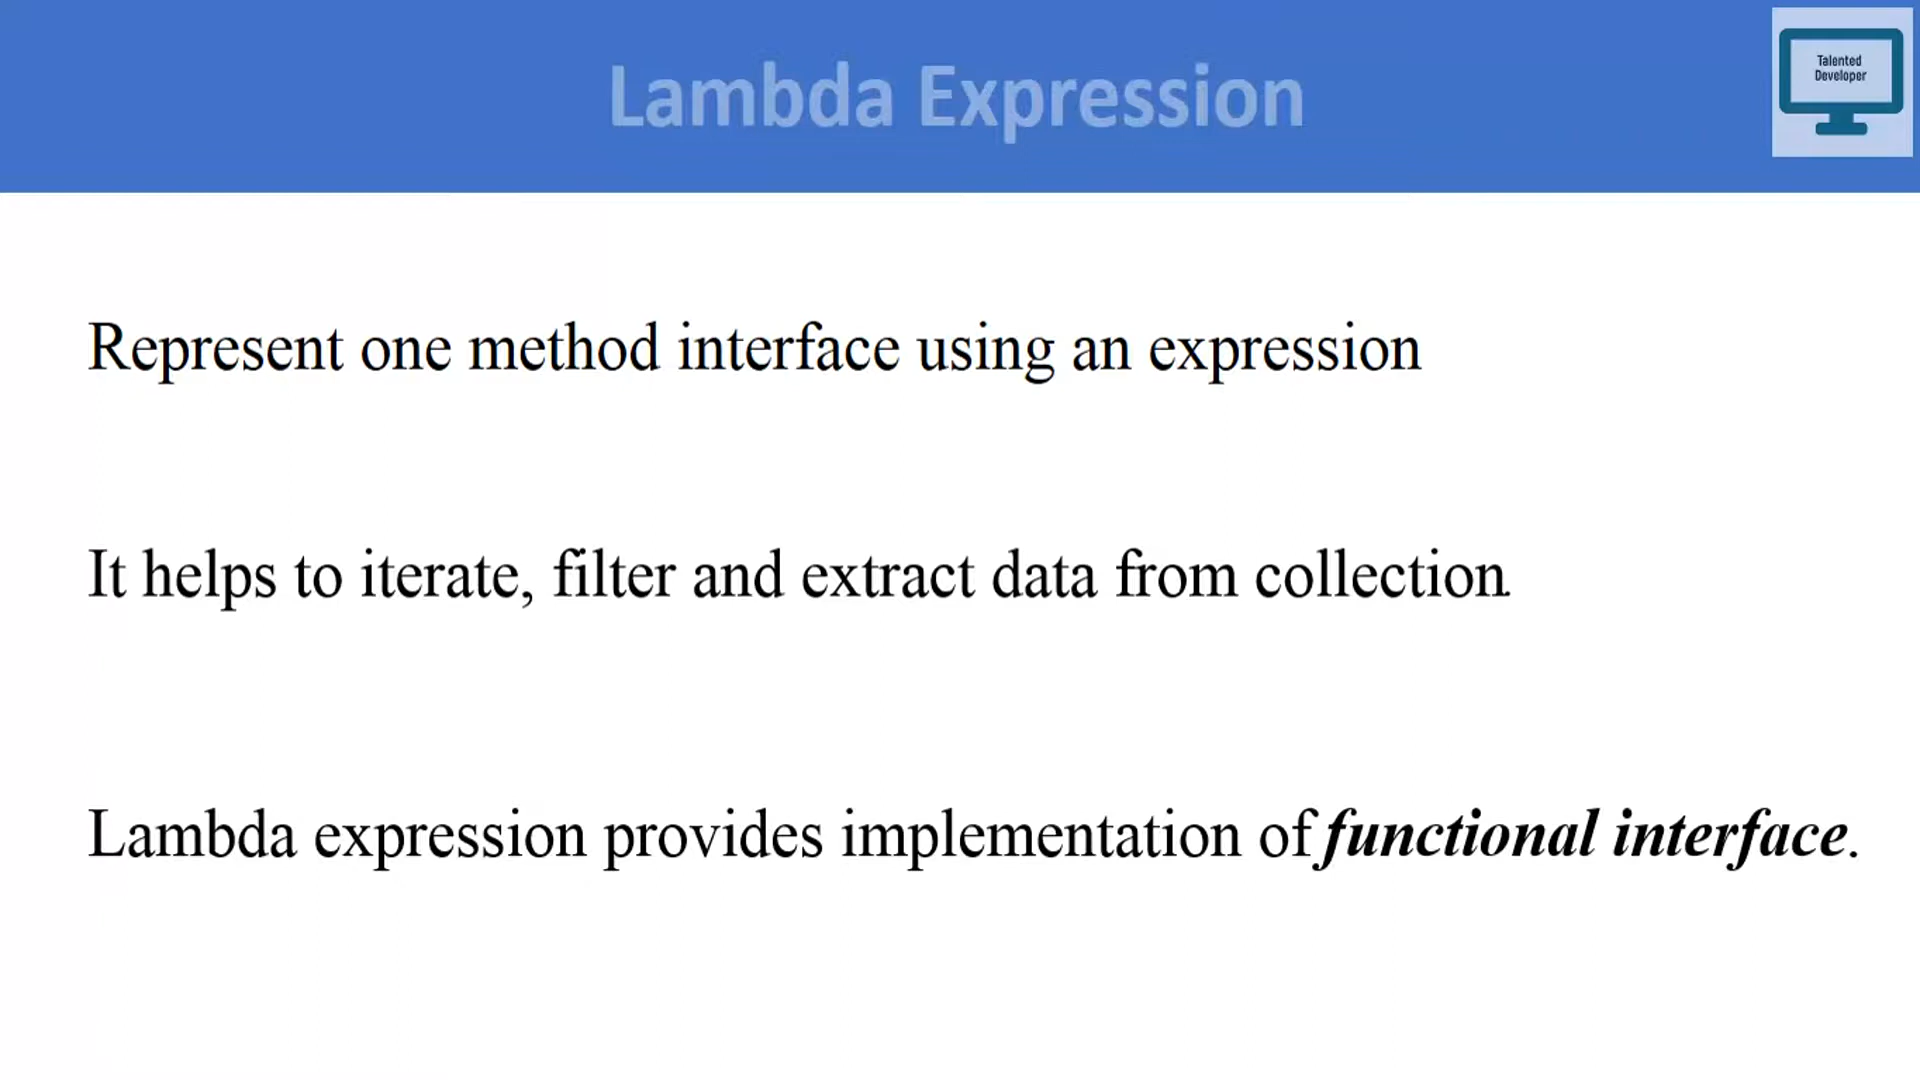 Lambda Expression
Talented
Developer
Represent one method interface using an expression
It helps to iterate, filter and extract data from collection.
Lambda expression provides implementation of functional interface.